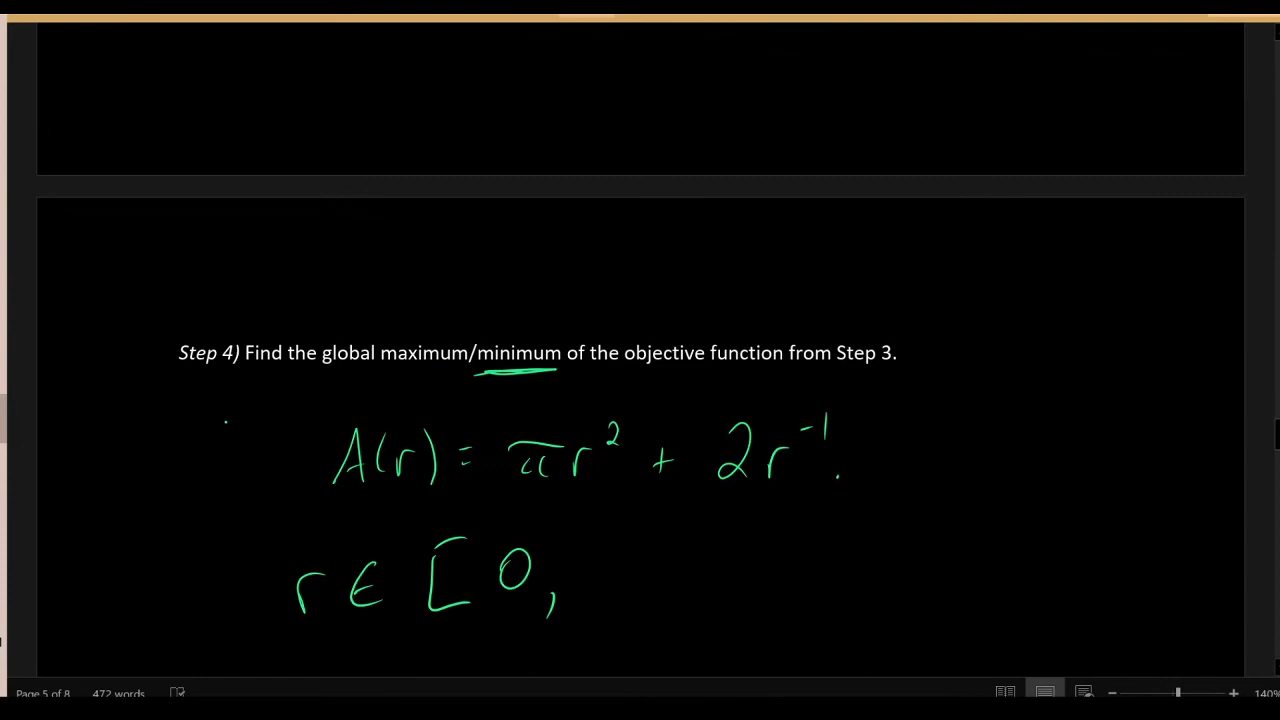 Step 4) Find the global maximum/minimum of the objective function from Step 3.
A(r) = πr² + 2r⁻¹.
r ∈ [0,
Page 5 of 8 472 words 140%